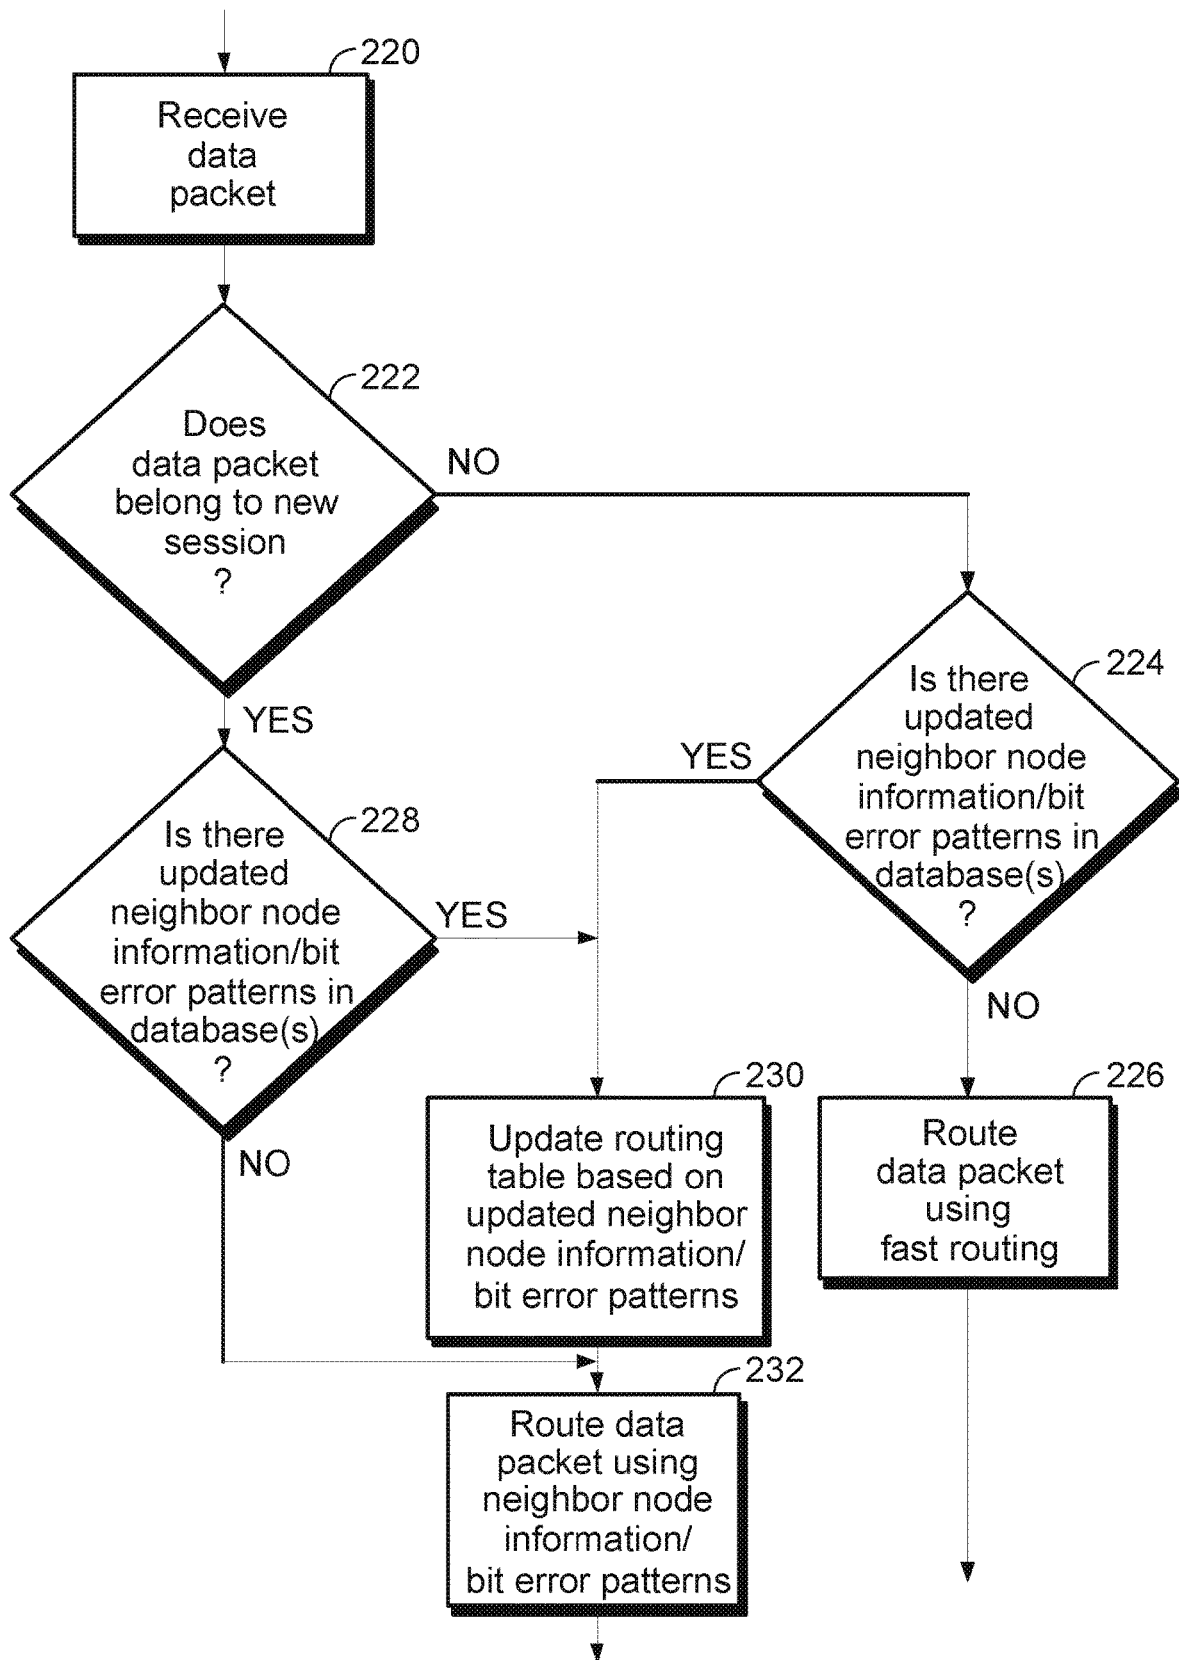 220
Receive
data
packet
222
Does
data packet
belong to new
session
?
NO
YES
224
Is there
updated
neighbor node
information/bit
error patterns in
database(s)
?
YES
NO
228
Is there
updated
neighbor node
information/bit
error patterns in
database(s)
?
YES
NO
230
Update routing
table based on
updated neighbor
node information/
bit error patterns
226
Route
data packet
using
fast routing
232
Route data
packet using
neighbor node
information/
bit error patterns